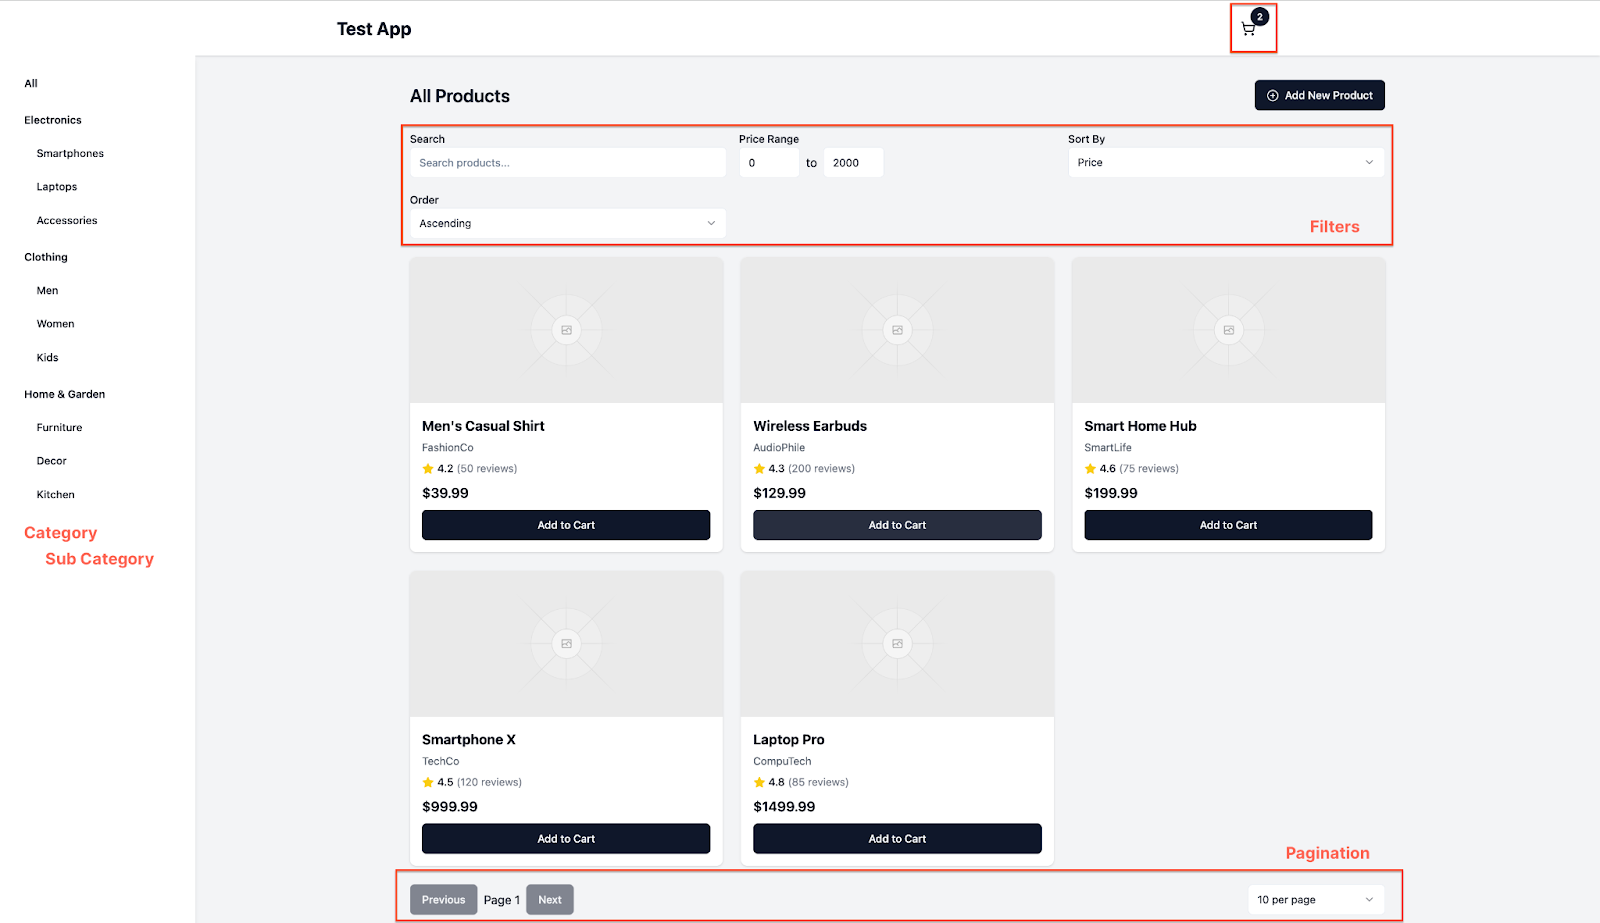 Test App
2
All
Electronics
Smartphones
Laptops
Accessories
Clothing
Men
Women
Kids
Home & Garden
Furniture
Decor
Kitchen
Category
Sub Category
All Products
Add New Product
Search
Search products...
Price Range
0 to 2000
Sort By
Price
Order
Ascending
Filters
Men's Casual Shirt
FashionCo
4.2 (50 reviews)
$39.99
Add to Cart
Wireless Earbuds
AudioPhile
4.3 (200 reviews)
$129.99
Add to Cart
Smart Home Hub
SmartLife
4.6 (75 reviews)
$199.99
Add to Cart
Smartphone X
TechCo
4.5 (120 reviews)
$999.99
Add to Cart
Laptop Pro
CompuTech
4.8 (85 reviews)
$1499.99
Add to Cart
Pagination
Previous Page 1 Next
10 per page